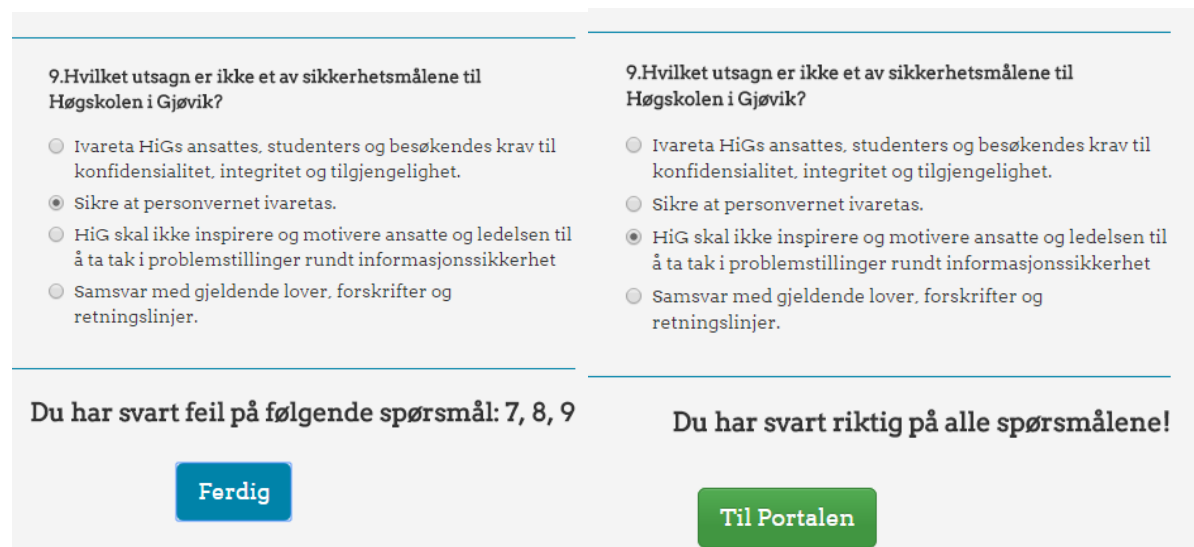 9.Hvilket utsagn er ikke et av sikkerhetsmålene til
Høgskolen i Gjøvik?
Ivareta HiGs ansattes, studenters og besøkendes krav til
konfidensialitet, integritet og tilgjengelighet.
Sikre at personvernet ivaretas.
HiG skal ikke inspirere og motivere ansatte og ledelsen til
å ta tak i problemstillinger rundt informasjonssikkerhet
Samsvar med gjeldende lover, forskrifter og
retningslinjer.
Du har svart feil på følgende spørsmål: 7, 8, 9
Ferdig
9.Hvilket utsagn er ikke et av sikkerhetsmålene til
Høgskolen i Gjøvik?
Ivareta HiGs ansattes, studenters og besøkendes krav til
konfidensialitet, integritet og tilgjengelighet.
Sikre at personvernet ivaretas.
HiG skal ikke inspirere og motivere ansatte og ledelsen til
å ta tak i problemstillinger rundt informasjonssikkerhet
Samsvar med gjeldende lover, forskrifter og
retningslinjer.
Du har svart riktig på alle spørsmålene!
Til Portalen